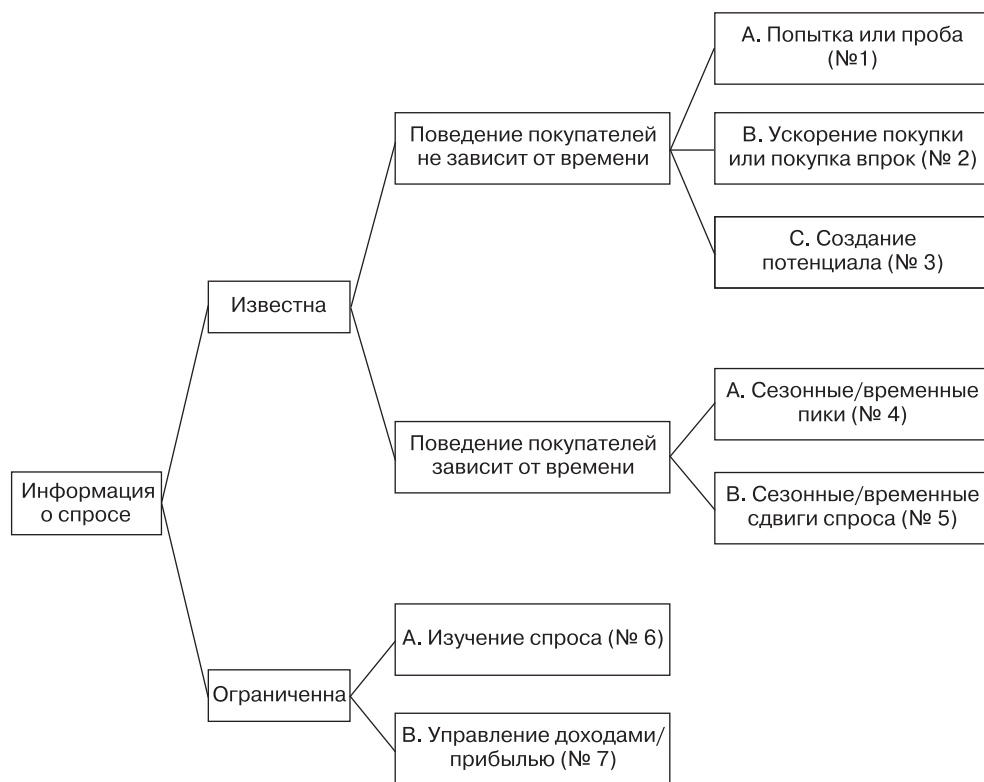 А. Попытка или проба
(№1)
Поведение покупателей
не зависит от времени
В. Ускорение покупки
или покупка впрок (№ 2)
С. Создание
потенциала (№ 3)
Известна
А. Сезонные/временные
пики (№ 4)
Поведение покупателей
зависит от времени
В. Сезонные/временные
сдвиги спроса (№ 5)
Информация
о спросе
А. Изучение спроса (№ 6)
Ограниченна
В. Управление доходами/
прибылью (№ 7)